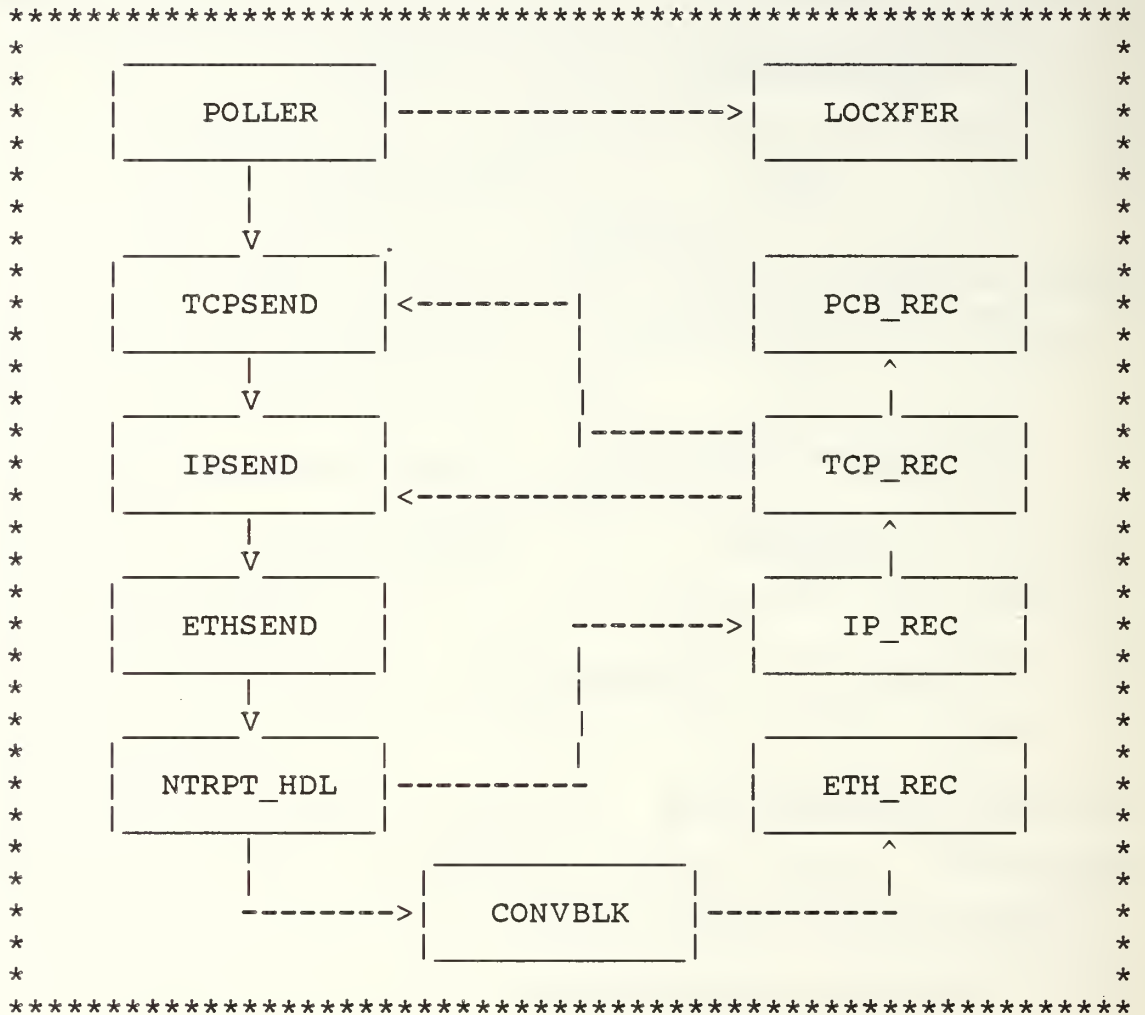 POLLER LOCXFER
TCPSEND PCB_REC
IPSEND TCP_REC
ETHSEND IP_REC
NTRPT_HDL ETH_REC
CONVBLK